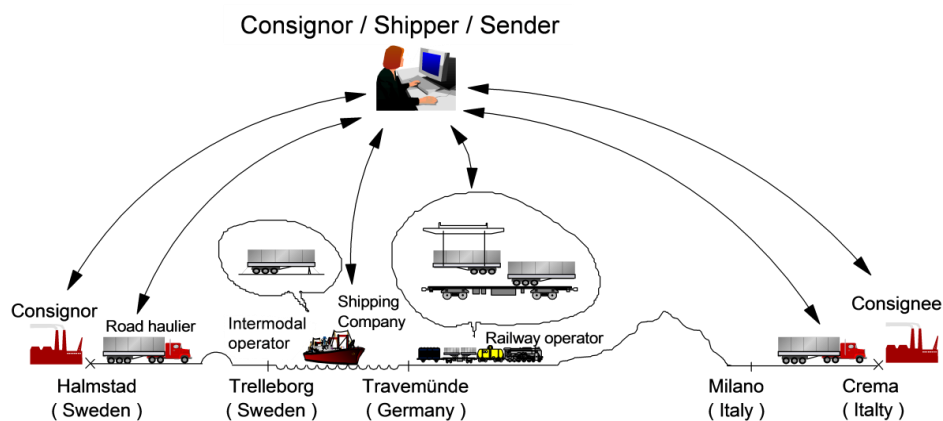 Consignor / Shipper / Sender
Consignor
Road haulier
Intermodal
operator
Shipping
Company
Railway operator
Consignee
Halmstad
( Sweden )
Trelleborg
( Sweden )
Travemünde
( Germany )
Milano
( Italy )
Crema
( Italty )